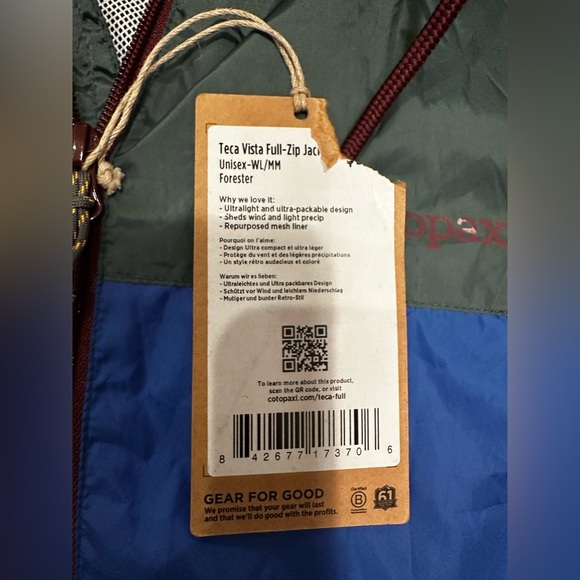 Teca Vista Full-Zip Jac
Unisex-WL/MM
Forester
Why we love it:
- Ultralight and ultra-packable design
- Sheds wind and light precip
- Repurposed mesh liner
Pourquoi on l'aime:
- Design Ultra compact et ultra léger
- Protège du vent et des légères précipitations
- Un style rétro audacieux et coloré
Warum wir es lieben:
- Ultraleichtes und Ultra packbares Design
- Schützt vor Wind und leichtem Niederschlag
- Mutiger und bunter Retro-Stil
opaxi
To learn more about this product,
scan the QR code, or visit
cotopaxi.com/teca-full
8 42677 17370 6
GEAR FOR GOOD
We promise that your gear will last
and that we'll do good with the profits.
Certified
B
61